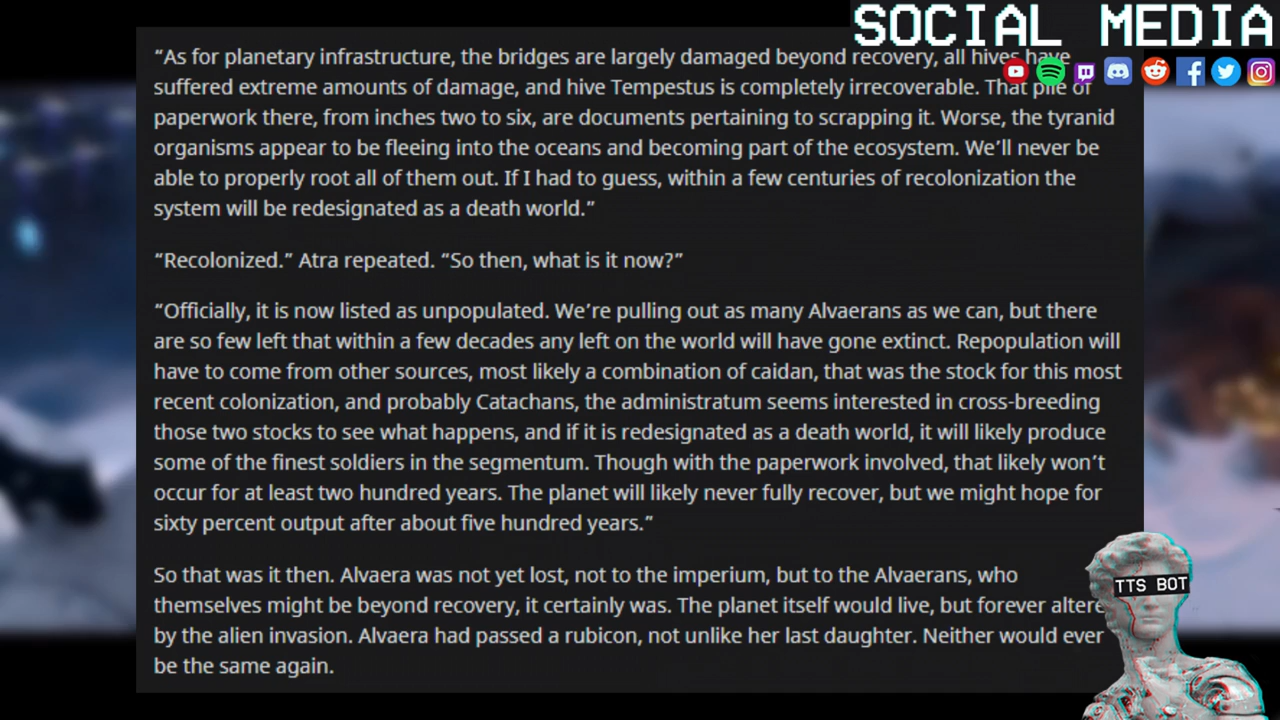 SOCIAL MEDIA
“As for planetary infrastructure, the bridges are largely damaged beyond recovery, all hives have
suffered extreme amounts of damage, and hive Tempestus is completely irrecoverable. That pile of
paperwork there, from inches two to six, are documents pertaining to scrapping it. Worse, the tyranid
organisms appear to be fleeing into the oceans and becoming part of the ecosystem. We’ll never be
able to properly root all of them out. If I had to guess, within a few centuries of recolonization the
system will be redesignated as a death world.”
“Recolonized.” Atra repeated. “So then, what is it now?”
“Officially, it is now listed as unpopulated. We’re pulling out as many Alvaerans as we can, but there
are so few left that within a few decades any left on the world will have gone extinct. Repopulation will
have to come from other sources, most likely a combination of caidan, that was the stock for this most
recent colonization, and probably Catachans, the administratum seems interested in cross-breeding
those two stocks to see what happens, and if it is redesignated as a death world, it will likely produce
some of the finest soldiers in the segmentum. Though with the paperwork involved, that likely won’t
occur for at least two hundred years. The planet will likely never fully recover, but we might hope for
sixty percent output after about five hundred years.”
So that was it then. Alvaera was not yet lost, not to the imperium, but to the Alvaerans, who
themselves might be beyond recovery, it certainly was. The planet itself would live, but forever altere
by the alien invasion. Alvaera had passed a rubicon, not unlike her last daughter. Neither would ever
be the same again.
TTS BOT